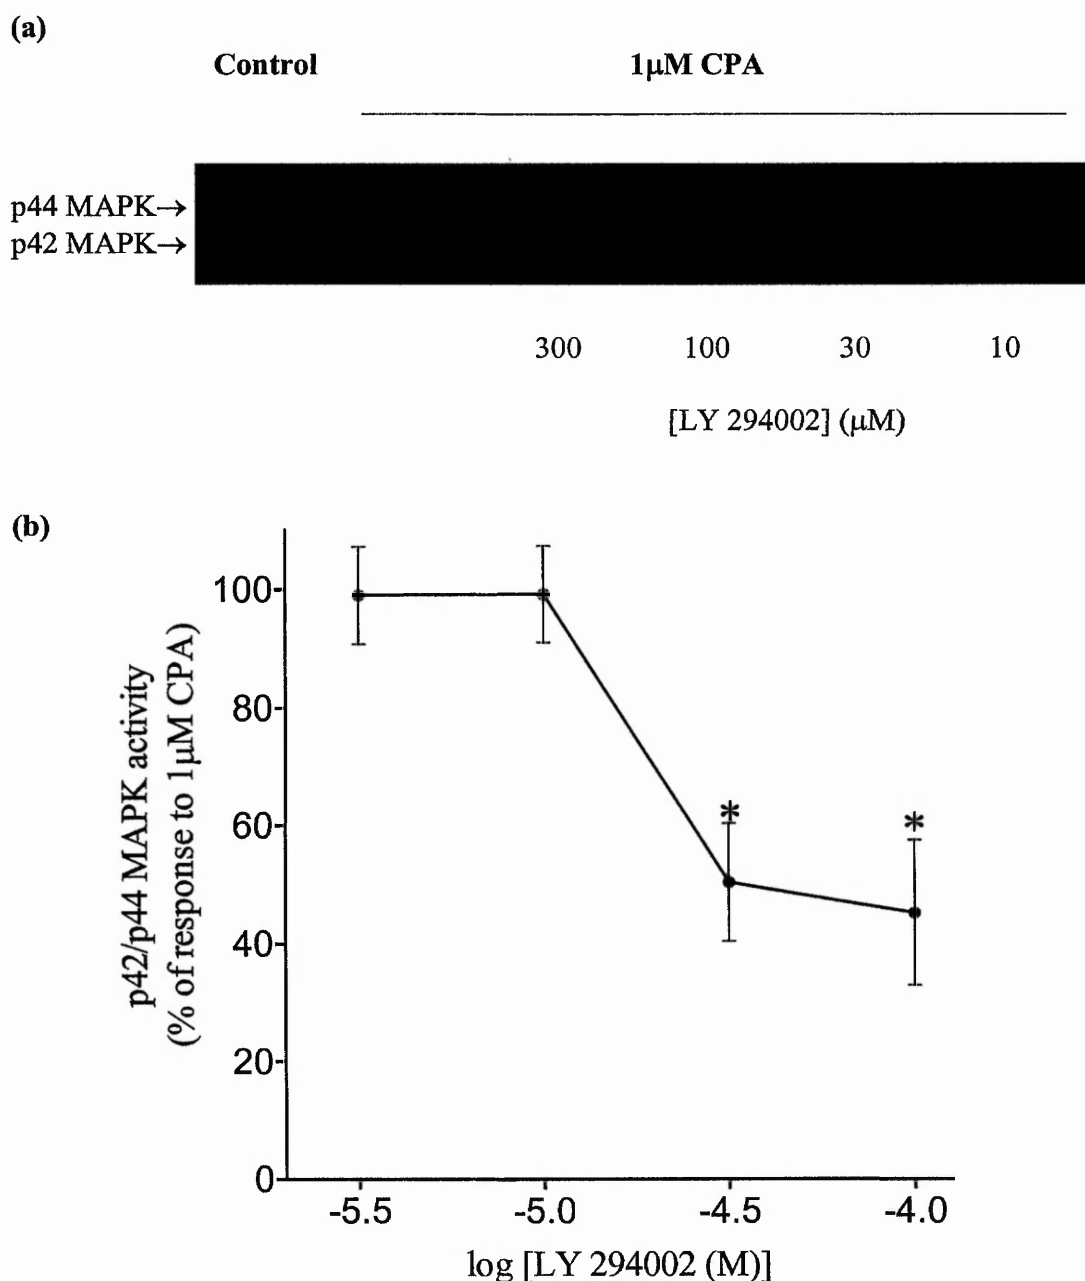 (a)
Control 1μM CPA
p44 MAPK→
p42 MAPK→
300 100 30 10
[LY 294002] (μM)
(b)
p42/p44 MAPK activity
(% of response to 1μM CPA)
100
80
60
40
20
0
* *
-5.5 -5.0 -4.5 -4.0
log [LY 294002 (M)]